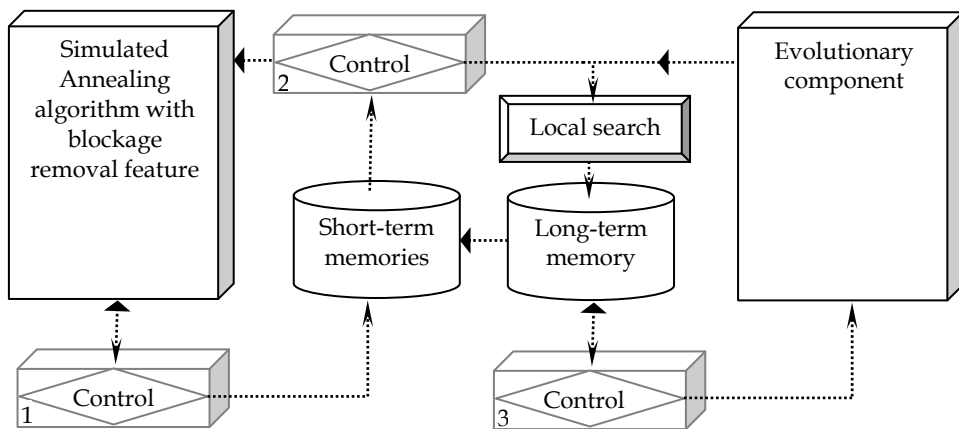 Simulated
Annealing
algorithm with
blockage
removal feature
Control
2
Evolutionary
component
Local search
Short-term
memories
Long-term
memory
Control
1
Control
3